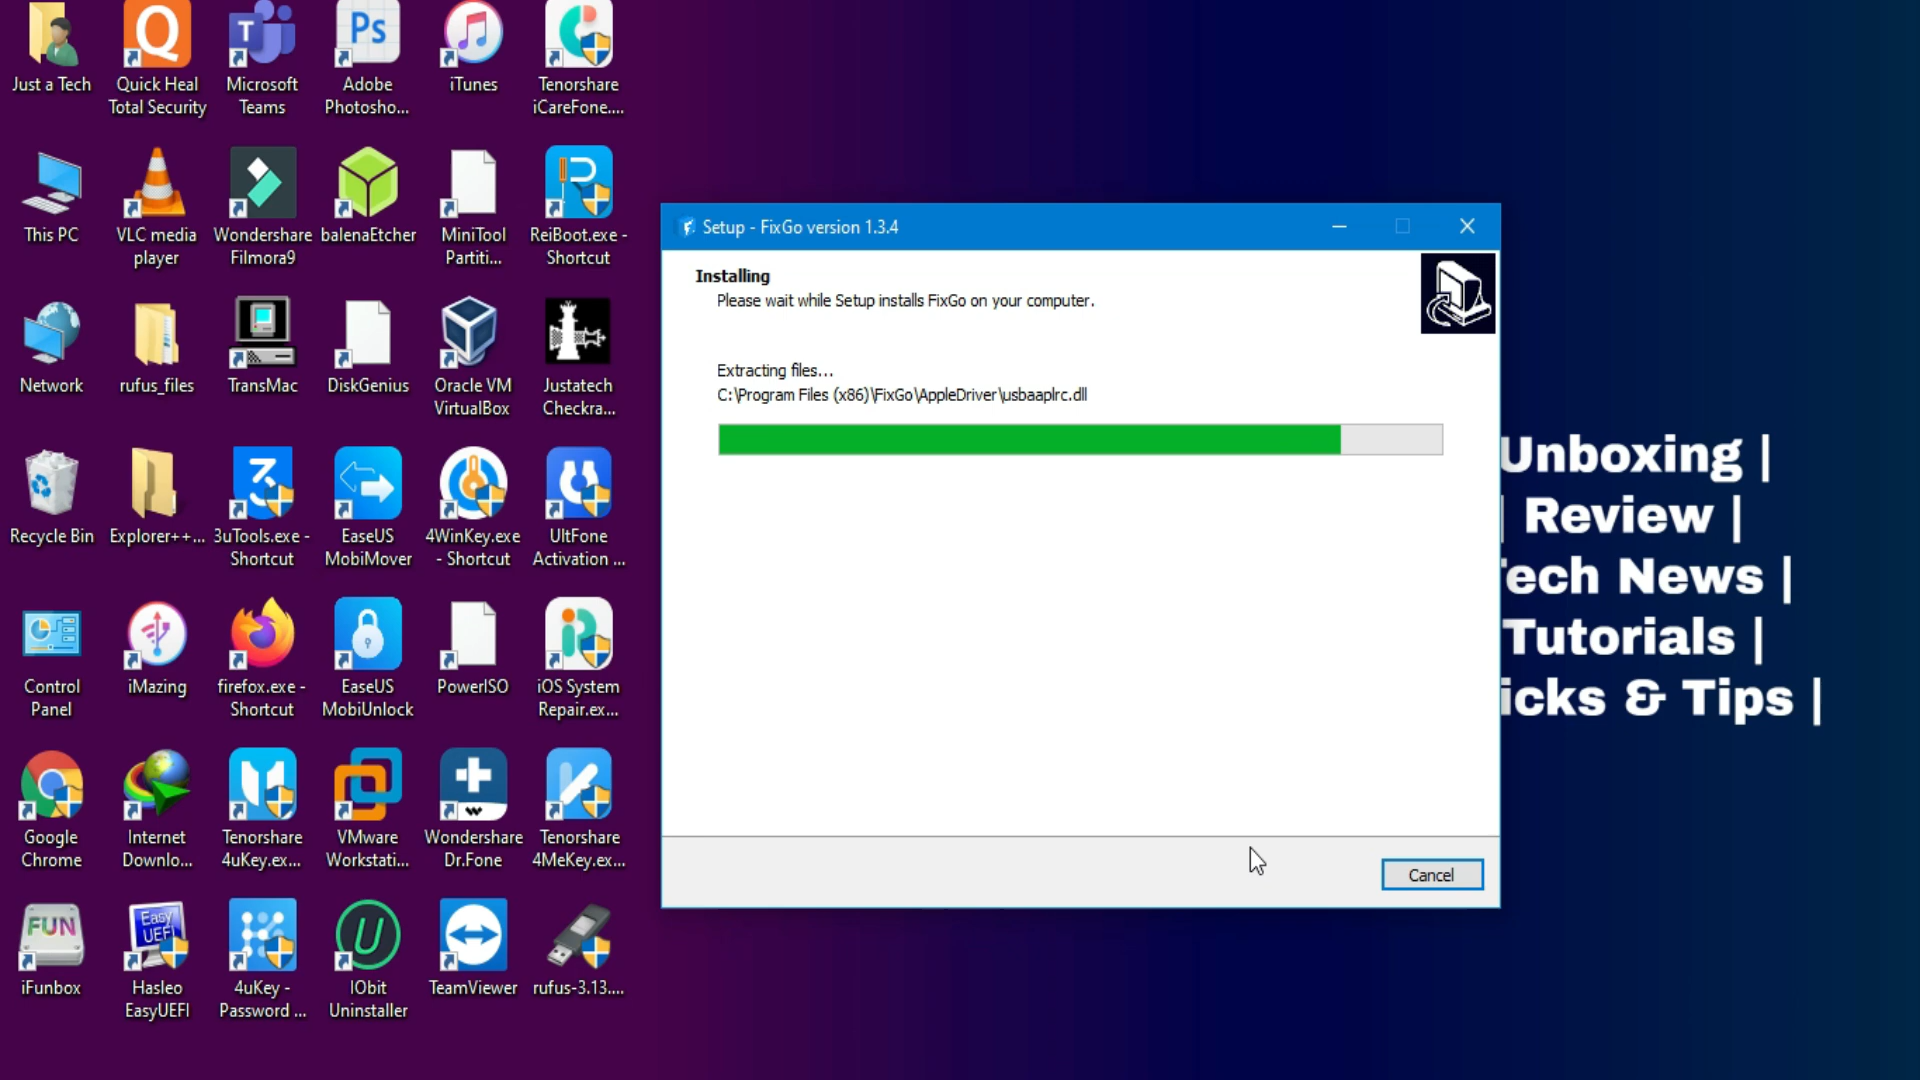 Just a Tech
Quick Heal
Total Security
Microsoft
Teams
Adobe
Photosho...
iTunes
Tenorshare
iCareFone....
This PC
VLC media
player
Wondershare
Filmora9
balenaEtcher
MiniTool
Partiti...
ReiBoot.exe -
Shortcut
Network
rufus_files
TransMac
DiskGenius
Oracle VM
VirtualBox
Justatech
Checkra...
Recycle Bin
Explorer++...
3uTools.exe -
Shortcut
EaseUS
MobiMover
4WinKey.exe
- Shortcut
UltFone
Activation ...
Control
Panel
iMazing
firefox.exe -
Shortcut
EaseUS
MobiUnlock
PowerISO
iOS System
Repair.ex...
Google
Chrome
Internet
Downlo...
Tenorshare
4uKey.ex...
VMware
Workstati...
Wondershare
Dr.Fone
Tenorshare
4MeKey.ex...
FUN
iFunbox
Easy
UEFI
Hasleo
EasyUEFI
4uKey -
Password ...
IObit
Uninstaller
TeamViewer
rufus-3.13....
Setup - FixGo version 1.3.4
Installing
Please wait while Setup installs FixGo on your computer.
Extracting files...
C:\Program Files (x86)\FixGo\AppleDriver\usbaaplrc.dll
Cancel
Unboxing |
| Review |
Tech News |
Tutorials |
icks & Tips |